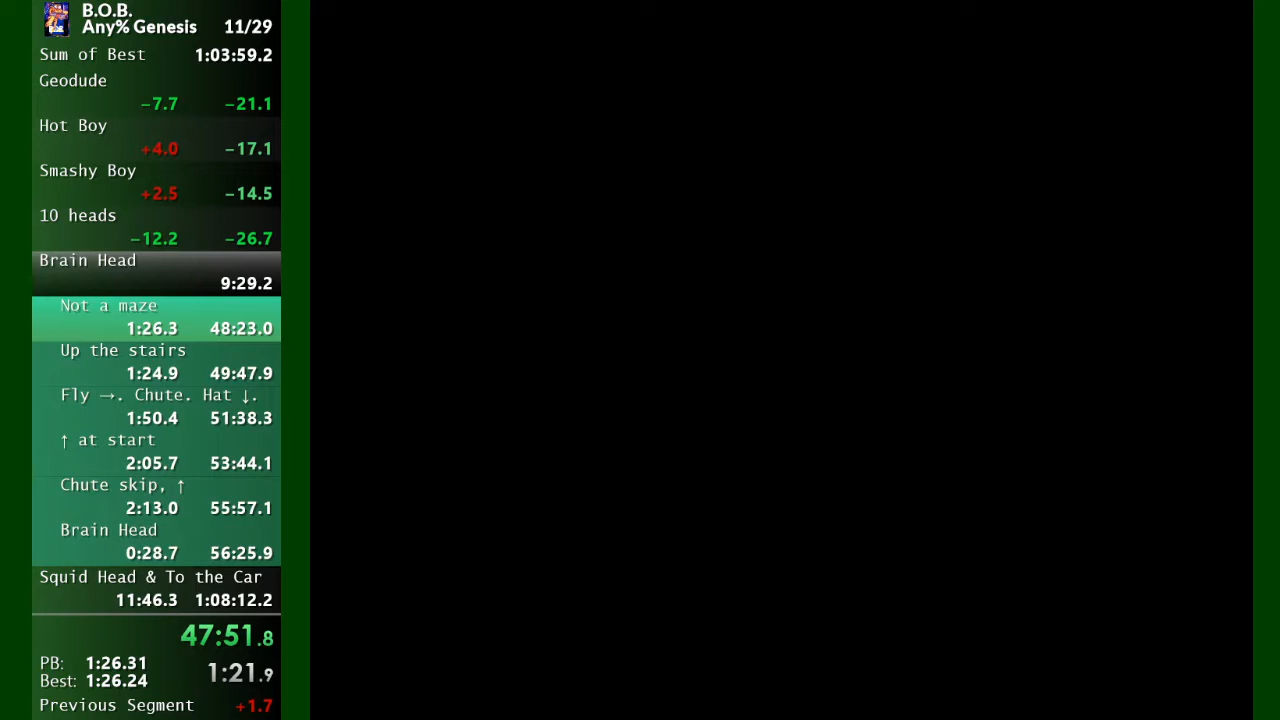 B.O.B.
Any% Genesis 11/29
Sum of Best 1:03:59.2
Geodude
−7.7 −21.1
Hot Boy
+4.0 −17.1
Smashy Boy
+2.5 −14.5
10 heads
−12.2 −26.7
Brain Head
9:29.2
Not a maze
1:26.3 48:23.0
Up the stairs
1:24.9 49:47.9
Fly →. Chute. Hat ↓.
1:50.4 51:38.3
↑ at start
2:05.7 53:44.1
Chute skip, ↑
2:13.0 55:57.1
Brain Head
0:28.7 56:25.9
Squid Head & To the Car
11:46.3 1:08:12.2
47:51.8
PB: 1:26.31
Best: 1:26.24
1:21.9
Previous Segment +1.7